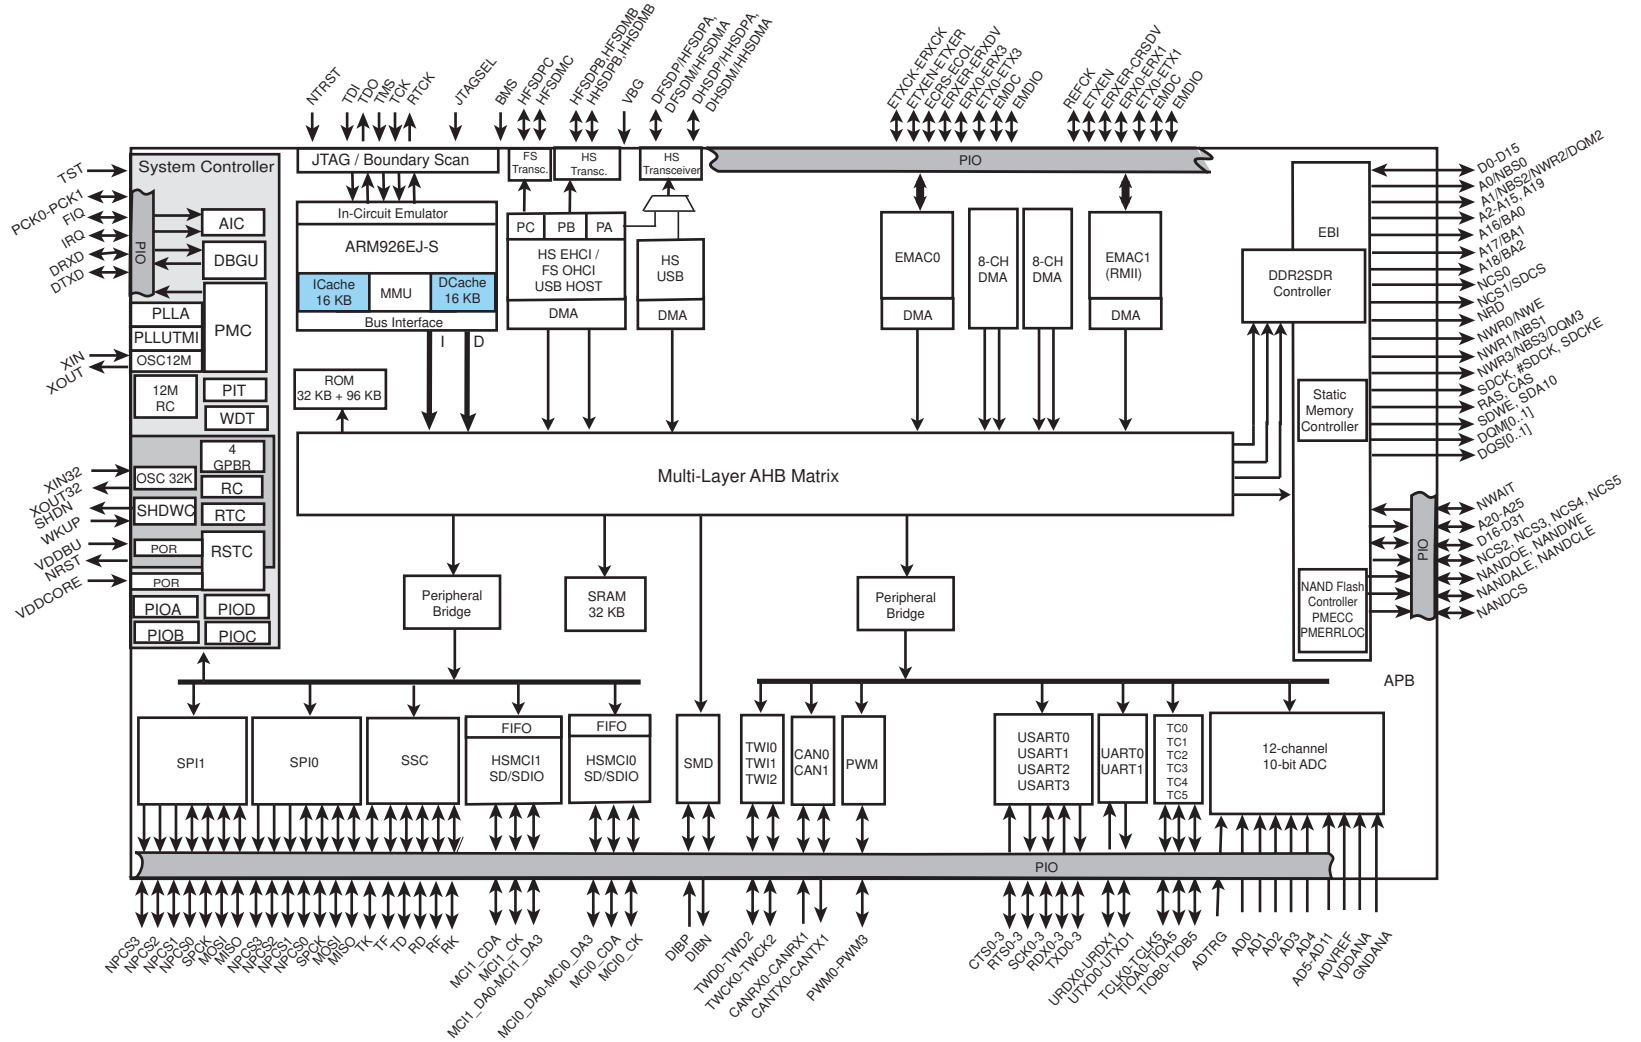 NTRST
TDI
TDO
TMS
TCK
RTCK
JTAGSEL
BMS
HFSDPC
HFSDMC
HFSDPB,HFSDMB
HHSDPB,HHSDMB
VBG
DFSDP/HFSDPA,
DFSDM/HFSDMA
DHSDP/HHSDPA,
DHSDM/HHSDMA
ETXCK-ERXCK
ETXEN-ETXER
ECRS-ECOL
ERXER-ERXDV
ERX0-ERX3
ETX0-ETX3
EMDC
EMDIO
REFCK
ETXEN
ERXER-CRSDV
ERX0-ERX1
ETX0-ETX1
EMDC
EMDIO
TST
PCK0-PCK1
FIQ
IRQ
DRXD
DTXD
XIN
XOUT
XIN32
XOUT32
SHDN
WKUP
VDDBU
NRST
VDDCORE
System Controller
PIO
AIC
DBGU
PLLA
PLLUTMI
OSC12M
PMC
12M
RC
PIT
WDT
4
GPBR
OSC 32K
RC
SHDWC
RTC
POR
RSTC
POR
PIOA
PIOD
PIOB
PIOC
JTAG / Boundary Scan
In-Circuit Emulator
ARM926EJ-S
ICache
16 KB
MMU
DCache
16 KB
Bus Interface
I
D
ROM
32 KB + 96 KB
FS
Transc.
HS
Transc.
HS
Transceiver
PC
PB
PA
HS EHCI /
FS OHCI
USB HOST
DMA
HS
USB
DMA
PIO
EMAC0
DMA
8-CH
DMA
8-CH
DMA
EMAC1
(RMII)
DMA
EBI
DDR2SDR
Controller
Static
Memory
Controller
NAND Flash
Controller
PMECC
PMERRLOC
D0-D15
A0/NBS0
A1/NBS2/NWR2/DQM2
A2-A15, A19
A16/BA0
A17/BA1
A18/BA2
NCS0
NCS1/SDCS
NRD
NWR0/NWE
NWR1/NBS1
NWR3/NBS3/DQM3
SDCK, #SDCK, SDCKE
RAS, CAS
SDWE, SDA10
DQM[0..1]
DQS[0..1]
PIO
NWAIT
A20-A25
D16-D31
NCS2, NCS3, NCS4, NCS5
NANDOE, NANDWE
NANDALE, NANDCLE
NANDCS
Multi-Layer AHB Matrix
Peripheral
Bridge
SRAM
32 KB
Peripheral
Bridge
APB
SPI1
SPI0
SSC
FIFO
HSMCI1
SD/SDIO
FIFO
HSMCI0
SD/SDIO
SMD
TWI0
TWI1
TWI2
CAN0
CAN1
PWM
USART0
USART1
USART2
USART3
UART0
UART1
TC0
TC1
TC2
TC3
TC4
TC5
12-channel
10-bit ADC
PIO
NPCS3
NPCS2
NPCS1
NPCS0
SPCK
MOSI
MISO
NPCS3
NPCS2
NPCS1
NPCS0
SPCK
MOSI
MISO
TK
TF
TD
RD
RF
RK
MCI1_CDA
MCI1_CK
MCI1_DA0-MCI1_DA3
MCI0_DA0-MCI0_DA3
MCI0_CDA
MCI0_CK
DIBP
DIBN
TWD0-TWD2
TWCK0-TWCK2
CANRX0-CANRX1
CANTX0-CANTX1
PWM0-PWM3
CTS0-3
RTS0-3
SCK0-3
RDX0-3
TXD0-3
URDX0-URDX1
UTXD0-UTXD1
TCLK0-TCLK5
TIOA0-TIOA5
TIOB0-TIOB5
ADTRG
AD0
AD1
AD2
AD3
AD4
AD5-AD11
ADVREF
VDDANA
GNDANA